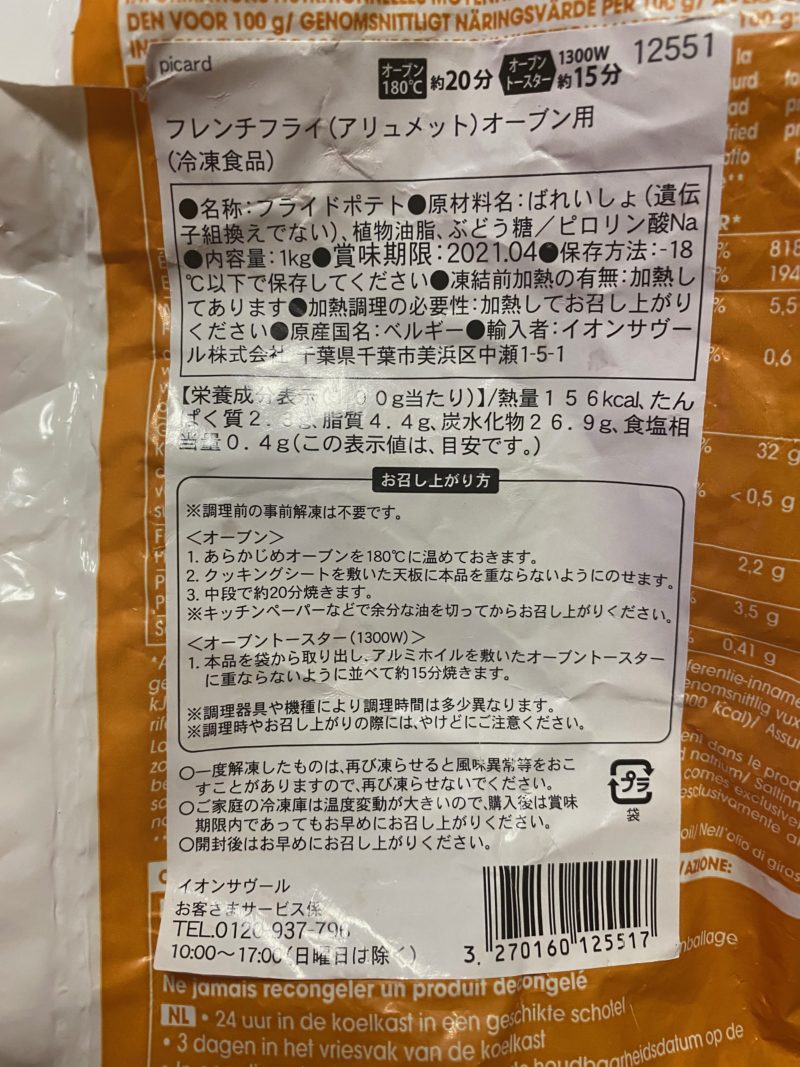 DEN VOOR 100 g/ GENOMSNITTLIGT NÄRINGSVÄRDE PER 100 g/
picard
オーブン 180℃ 約20分 オーブントースター 1300W 約15分 12551
フレンチフライ(アリュメット)オーブン用
(冷凍食品)
●名称:フライドポテト●原材料名:ばれいしょ(遺伝
子組換えでない)、植物油脂、ぶどう糖/ピロリン酸Na
●内容量:1kg●賞味期限:2021.04●保存方法:-18
℃以下で保存してください●凍結前加熱の有無:加熱し
てあります●加熱調理の必要性:加熱してお召し上がり
ください●原産国名:ベルギー●輸入者:イオンサヴー
ル株式会社 千葉県千葉市美浜区中瀬1-5-1
【栄養成分表示 00g当たり)】/熱量156kcal、たん
ぱく質2. g、脂質4.4g、炭水化物26.9g、食塩相
当量0.4g(この表示値は、目安です。)
お召し上がり方
※調理前の事前解凍は不要です。
<オーブン>
1. あらかじめオーブンを180℃に温めておきます。
2. クッキングシートを敷いた天板に本品を重ならないようにのせます。
3. 中段で約20分焼きます。
※キッチンペーパーなどで余分な油を切ってからお召し上がりください。
<オーブントースター(1300W)>
1. 本品を袋から取り出し、アルミホイルを敷いたオーブントースター
に重ならないように並べて約15分焼きます。
※調理器具や機種により調理時間は多少異なります。
※調理時やお召し上がりの際には、やけどにご注意ください。
○一度解凍したものは、再び凍らせると風味異常等をおこ
すことがありますので、再び凍らせないでください。
○ご家庭の冷凍庫は温度変動が大きいので、購入後は賞味
期限内であってもお早めにお召し上がりください。
○開封後はお早めにお召し上がりください。
プラ
袋
イオンサヴール
お客さまサービス係
TEL.0120-937-790
10:00〜17:00(日曜日は除く)
3 270160 125517
818
194
5,5
0,6
32 g
< 0,5 g
2,2 g
3,5 g
0,41 g
Ne jamais recongeler un produit décongelé
NL • 24 uur in de koelkast in een geschikte schotel
• 3 dagen in het vriesvak van de koelkast
houdbaarheidsdatum op de